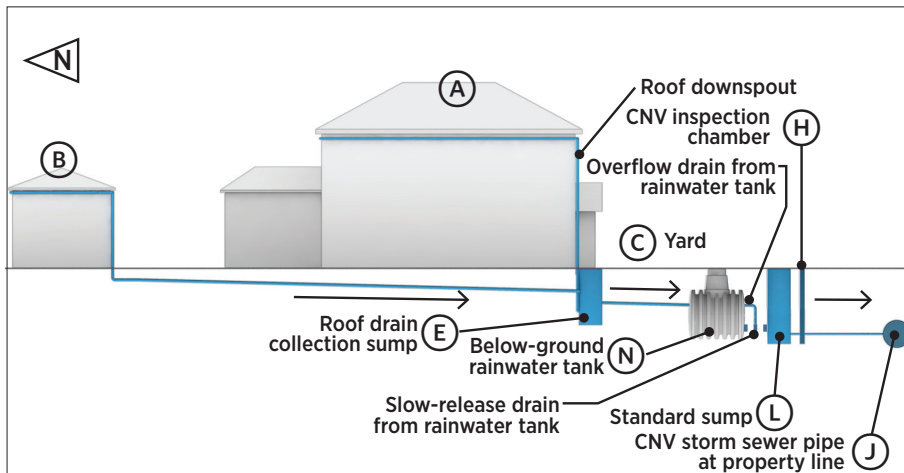 N
A
Roof downspout
CNV inspection
chamber
H
B
Overflow drain from
rainwater tank
C Yard
Roof drain
collection sump
E
Below-ground
rainwater tank
N
Slow-release drain
from rainwater tank
Standard sump
L
CNV storm sewer pipe
at property line
J